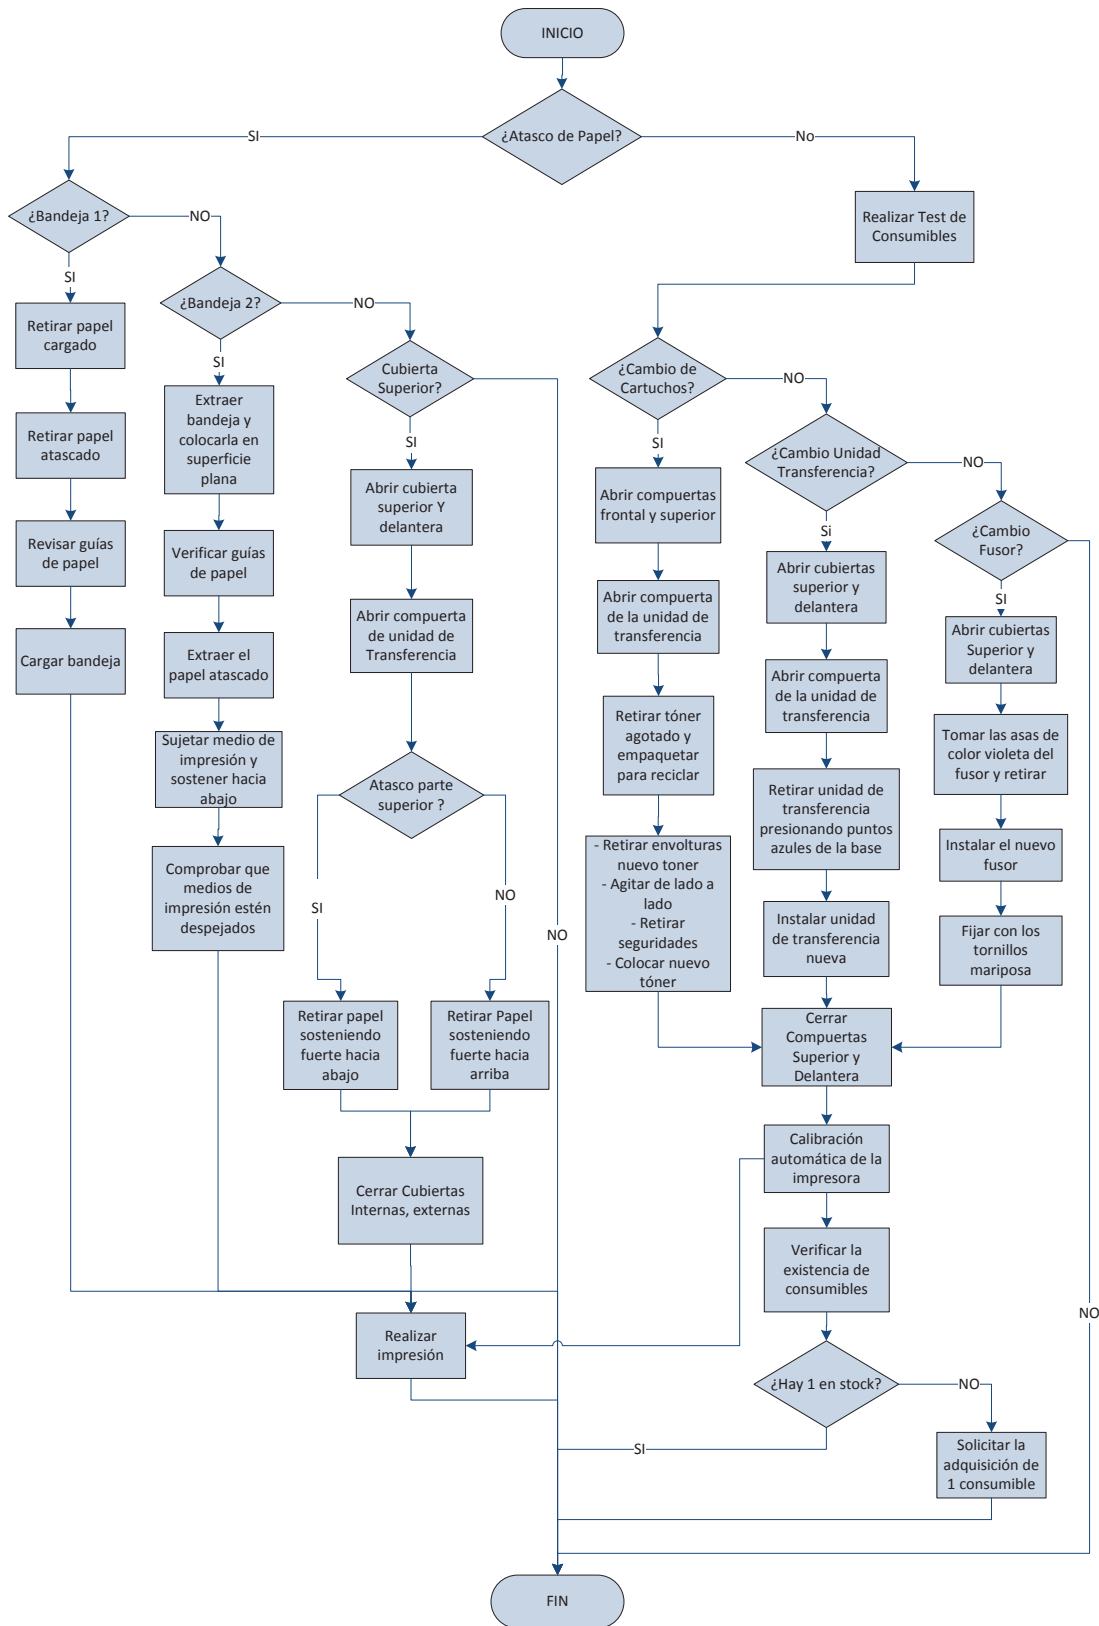 INICIO
¿Atasco de Papel?
SI
No
¿Bandeja 1?
NO
SI
Realizar Test de
Consumibles
¿Bandeja 2?
NO
SI
Retirar papel
cargado
Cubierta
Superior?
NO
SI
¿Cambio de
Cartuchos?
NO
SI
Retirar papel
atascado
Extraer
bandeja y
colocarla en
superficie
plana
¿Cambio Unidad
Transferencia?
NO
Si
Abrir cubierta
superior Y
delantera
Abrir compuertas
frontal y superior
Revisar guías
de papel
Verificar guías
de papel
¿Cambio
Fusor?
NO
SI
Abrir cubiertas
superior y
delantera
Abrir compuerta
de unidad de
Transferencia
Abrir compuerta
de la unidad de
transferencia
Cargar bandeja
Extraer el
papel atascado
Abrir cubiertas
Superior y
delantera
Abrir compuerta
de la unidad de
transferencia
Sujetar medio de
impresión y
sostener hacia
abajo
Retirar tóner
agotado y
empaquetar
para reciclar
Tomar las asas de
color violeta del
fusor y retirar
Atasco parte
superior ?
SI
NO
Retirar unidad de
transferencia
presionando puntos
azules de la base
Comprobar que
medios de
impresión estén
despejados
- Retirar envolturas
nuevo toner
- Agitar de lado a
lado
- Retirar
seguridades
- Colocar nuevo
tóner
Instalar el nuevo
fusor
Instalar unidad
de transferencia
nueva
Fijar con los
tornillos
mariposa
Retirar papel
sosteniendo
fuerte hacia
abajo
Retirar Papel
sosteniendo
fuerte hacia
arriba
Cerrar
Compuertas
Superior y
Delantera
Calibración
automática de la
impresora
Cerrar Cubiertas
Internas, externas
Verificar la
existencia de
consumibles
Realizar
impresión
¿Hay 1 en stock?
NO
SI
Solicitar la
adquisición de
1 consumible
FIN